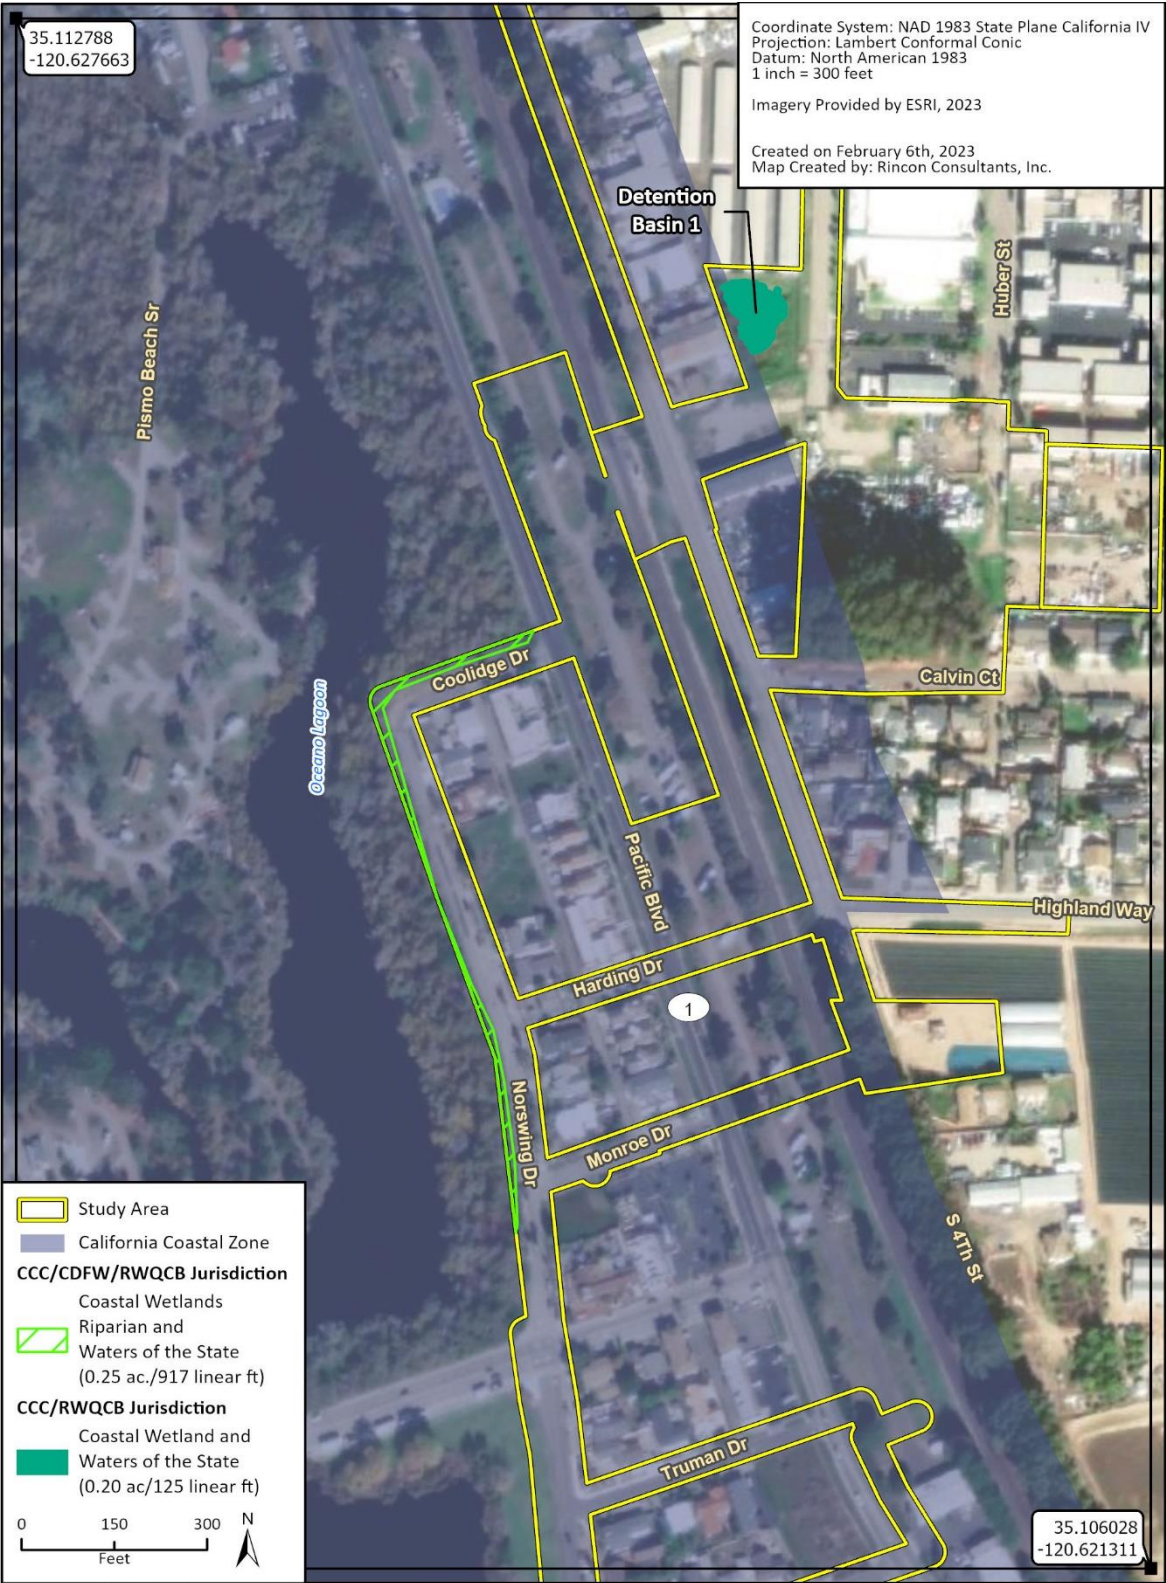 35.112788
-120.627663
Coordinate System: NAD 1983 State Plane California IV
Projection: Lambert Conformal Conic
Datum: North American 1983
1 inch = 300 feet
Imagery Provided by ESRI, 2023
Created on February 6th, 2023
Map Created by: Rincon Consultants, Inc.
Detention
Basin 1
Huber St
Pismo Beach Sr
Coolidge Dr
Calvin Ct
Oceano Lagoon
Pacific Blvd
Highland Way
Harding Dr
1
Norswing Dr
Monroe Dr
S 4Th St
Truman Dr
Study Area
California Coastal Zone
CCC/CDFW/RWQCB Jurisdiction
Coastal Wetlands
Riparian and
Waters of the State
(0.25 ac./917 linear ft)
CCC/RWQCB Jurisdiction
Coastal Wetland and
Waters of the State
(0.20 ac/125 linear ft)
0 150 300
Feet
N
35.106028
-120.621311